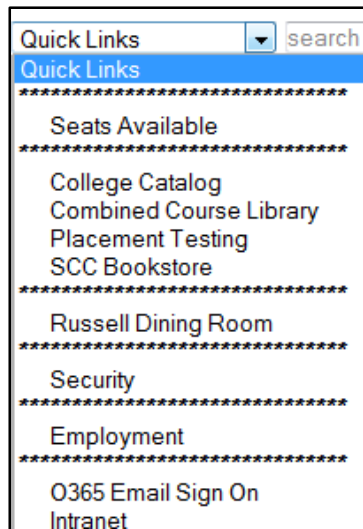 Quick Links search
Quick Links
*******************************
Seats Available
*******************************
College Catalog
Combined Course Library
Placement Testing
SCC Bookstore
*******************************
Russell Dining Room
*******************************
Security
*******************************
Employment
*******************************
O365 Email Sign On
Intranet